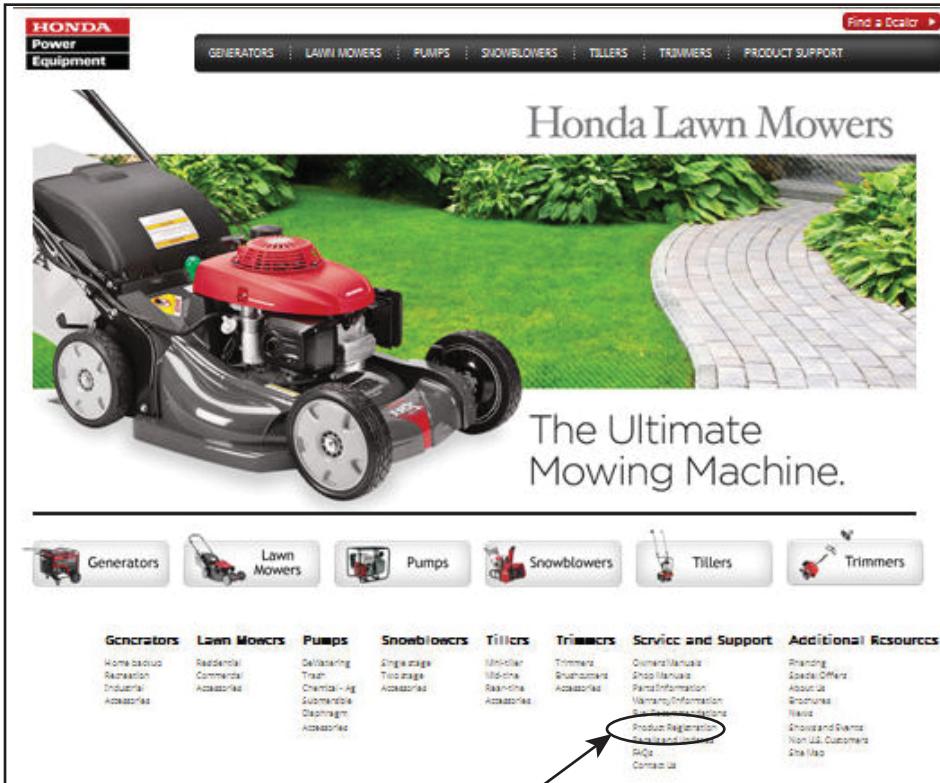 HONDA
Power
Equipment
Find a Dealer
GENERATORS LAWN MOWERS PUMPS SNOWBLOWERS TILLERS TRIMMERS PRODUCT SUPPORT
Honda Lawn Mowers
The Ultimate
Mowing Machine.
Generators
Lawn
Mowers
Pumps
Snowblowers
Tillers
Trimmers
Generators
Home backup
Recreation
Industrial
Accessories
Lawn Mowers
Residential
Commercial
Accessories
Pumps
DeWatering
Trash
Chemical - Ag
Submersible
Diaphragm
Accessories
Snowblowers
Single stage
Two stage
Accessories
Tillers
Mini-tiller
Mid-tine
Rear-tine
Accessories
Trimmers
Trimmers
Brushcutters
Accessories
Service and Support
Owners Manuals
Shop Manuals
Parts Information
Warranty Information
Fuel Recommendations
Product Registration
Recalls and Updates
FAQs
Contact Us
Additional Resources
Financing
Special Offers
About Us
Brochures
News
Shows and Events
Non U.S. Customers
Site Map